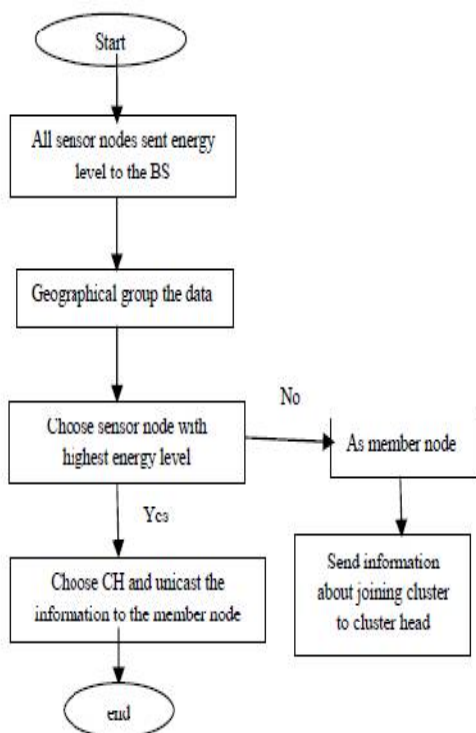 Start
All sensor nodes sent energy
level to the BS
Geographical group the data
Choose sensor node with
highest energy level
No
As member node
Yes
Send information
about joining cluster
to cluster head
Choose CH and unicast the
information to the member node
end